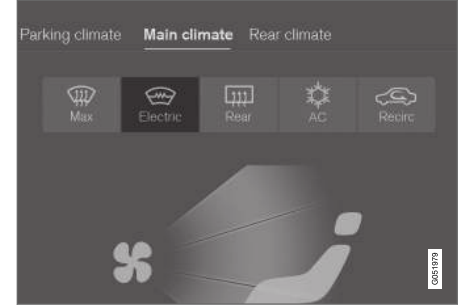 Parking climate Main climate Rear climate
Max Electric Rear AC Recirc
G051979